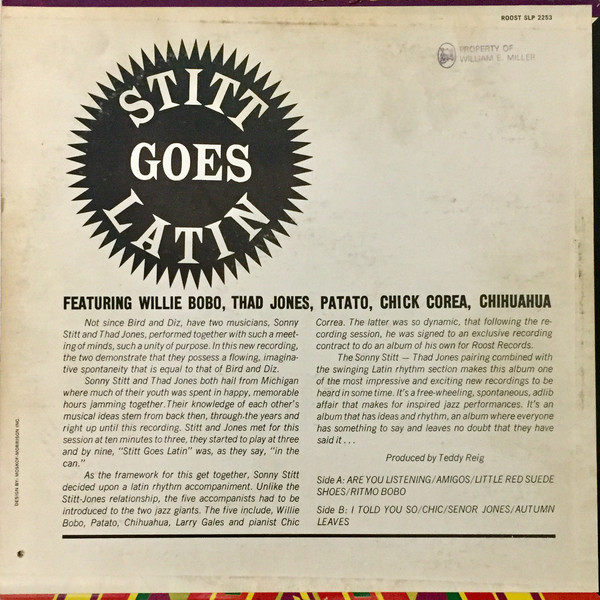 ROOST SLP 2253
PROPERTY OF
WILLIAM E. MILLER
STITT
GOES
LATIN
FEATURING WILLIE BOBO, THAD JONES, PATATO, CHICK COREA, CHIHUAHUA
Not since Bird and Diz, have two musicians, Sonny
Stitt and Thad Jones, performed together with such a meet-
ing of minds, such a unity of purpose. In this new recording,
the two demonstrate that they possess a flowing, imagina-
tive spontaneity that is equal to that of Bird and Diz.
Sonny Stitt and Thad Jones both hail from Michigan
where much of their youth was spent in happy, memorable
hours jamming together. Their knowledge of each other's
musical ideas stem from back then, through the years and
right up until this recording. Stitt and Jones met for this
session at ten minutes to three, they started to play at three
and by nine, "Stitt Goes Latin" was, as they say, "in the
can."
As the framework for this get together, Sonny Stitt
decided upon a latin rhythm accompaniment. Unlike the
Stitt-Jones relationship, the five accompanists had to be
introduced to the two jazz giants. The five include, Willie
Bobo, Patato, Chihuahua, Larry Gales and pianist Chic
Correa. The latter was so dynamic, that following the re-
cording session, he was signed to an exclusive recording
contract to do an album of his own for Roost Records.
The Sonny Stitt — Thad Jones pairing combined with
the swinging Latin rhythm section makes this album one
of the most impressive and exciting new recordings to be
heard in some time. It's a free-wheeling, spontaneous, adlib
affair that makes for inspired jazz performances. It's an
album that has ideas and rhythm, an album where everyone
has something to say and leaves no doubt that they have
said it . . .
Produced by Teddy Reig
Side A: ARE YOU LISTENING/AMIGOS/LITTLE RED SUEDE
SHOES/RITMO BOBO
Side B: I TOLD YOU SO/CHIC/SENOR JONES/AUTUMN
LEAVES
DESIGN BY: MOSKOF-MORRISON INC.